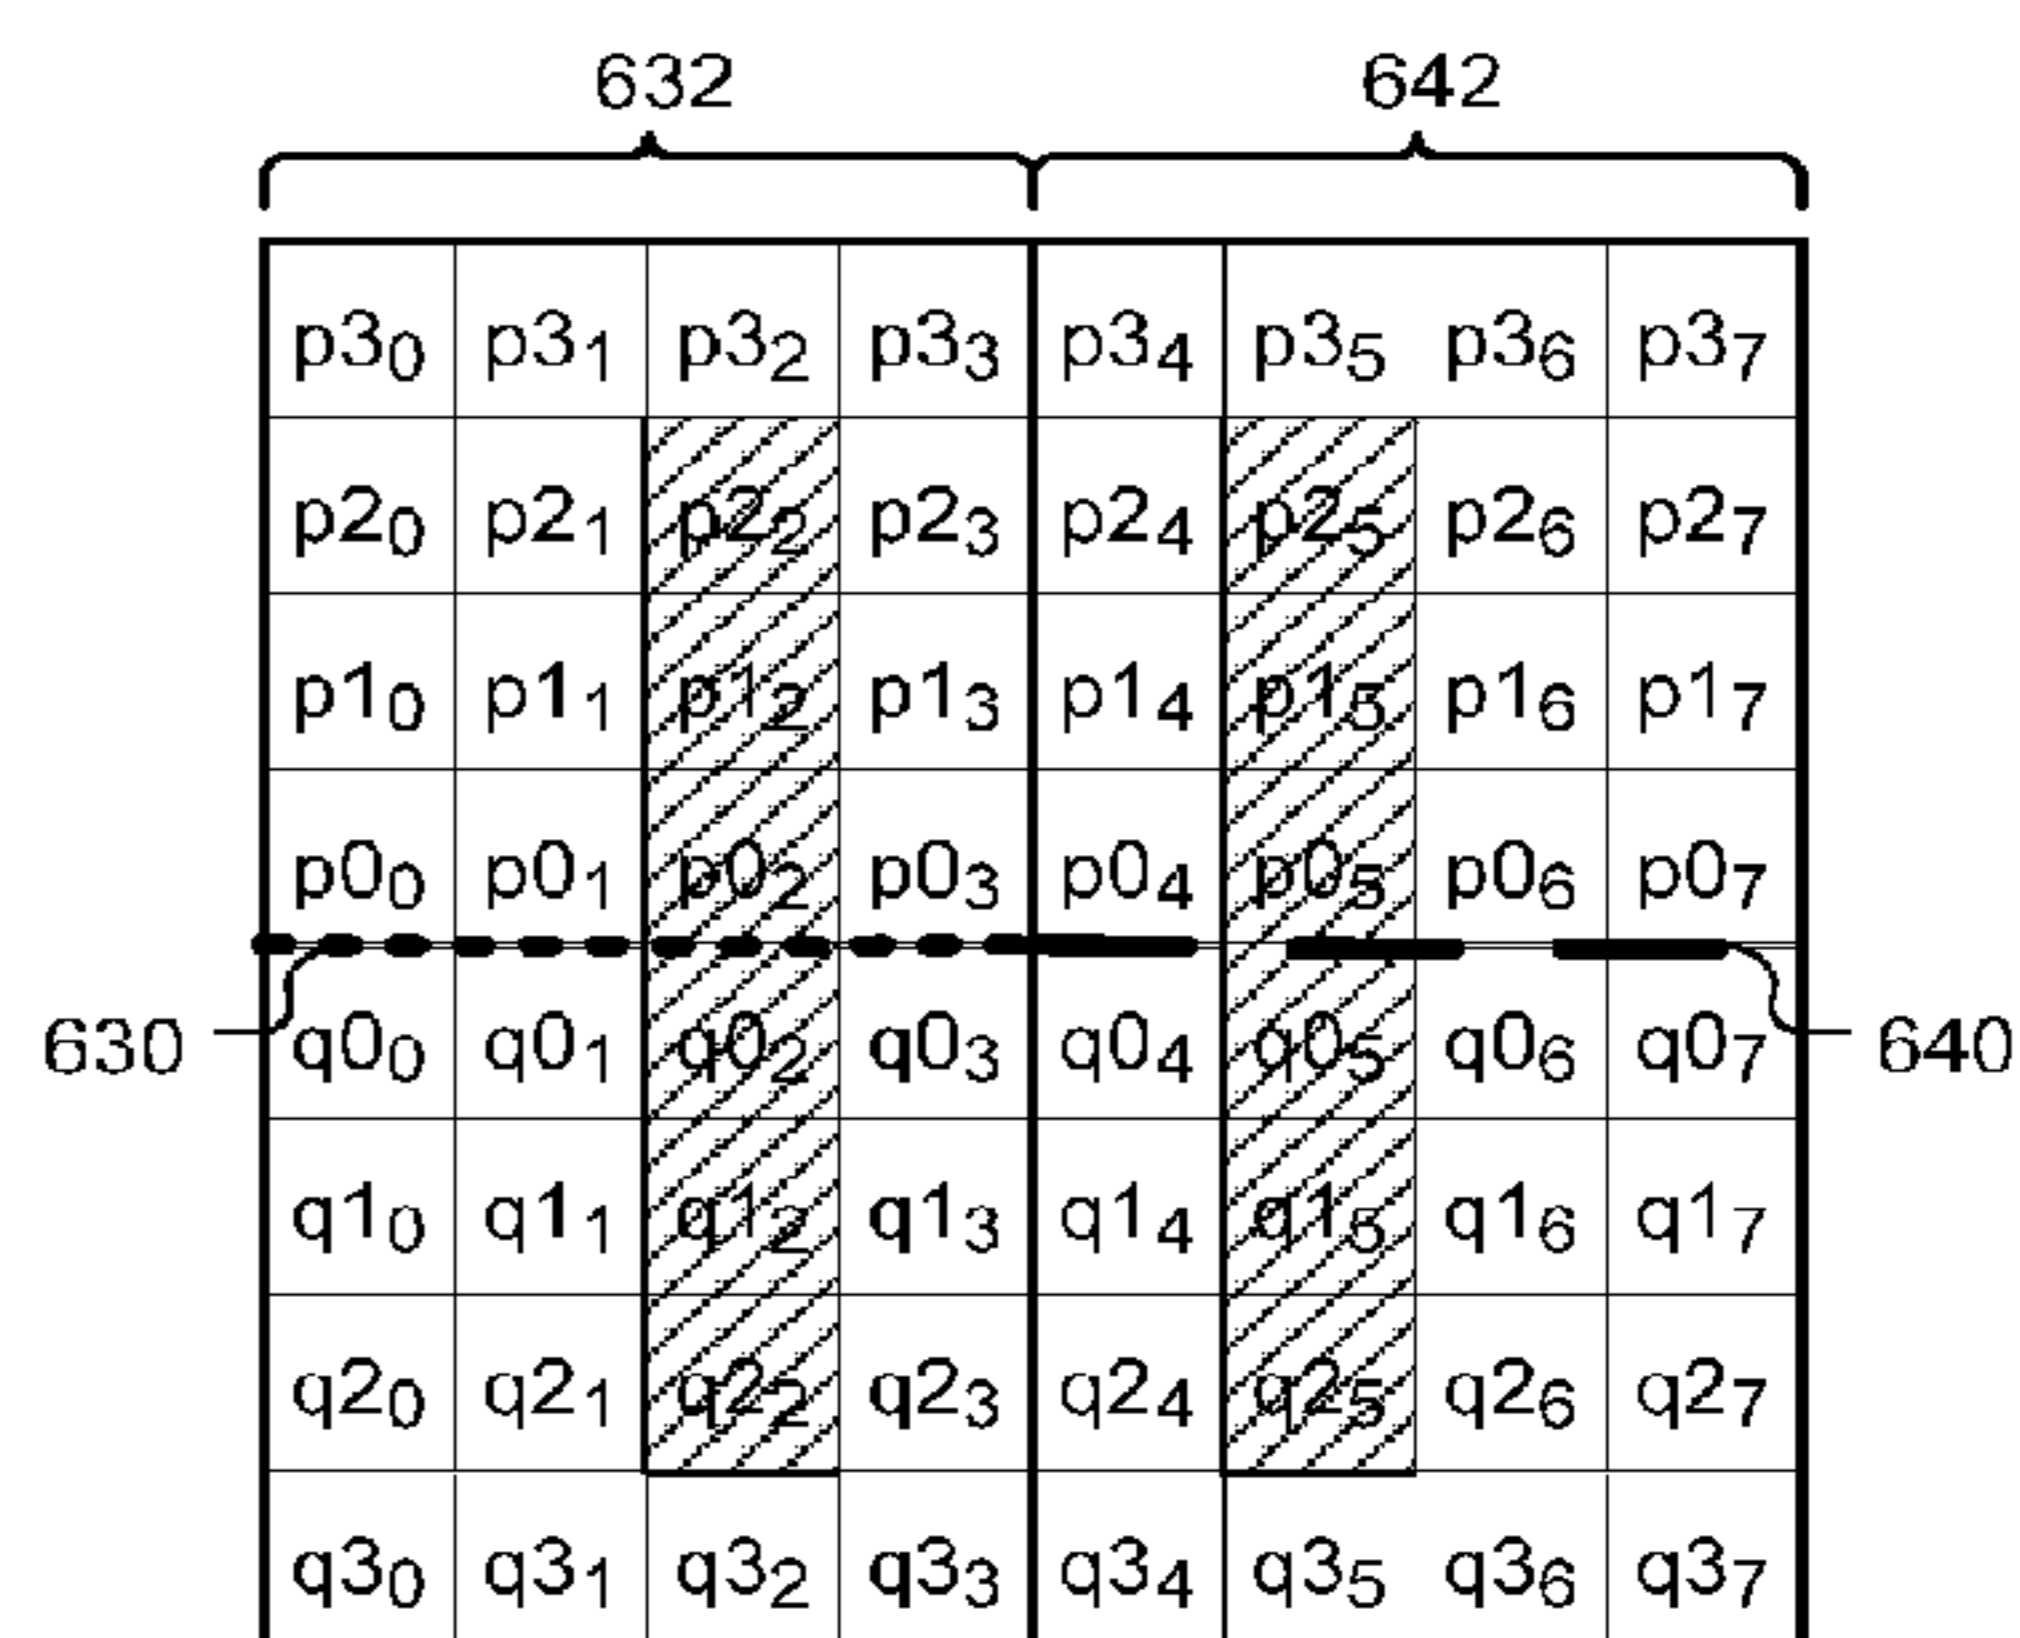 632 642
p3₀ p3₁ p3₂ p3₃ p3₄ p3₅ p3₆ p3₇
p2₀ p2₁ p2₂ p2₃ p2₄ p2₅ p2₆ p2₇
p1₀ p1₁ p1₂ p1₃ p1₄ p1₅ p1₆ p1₇
p0₀ p0₁ p0₂ p0₃ p0₄ p0₅ p0₆ p0₇
630 q0₀ q0₁ q0₂ q0₃ q0₄ q0₅ q0₆ q0₇ 640
q1₀ q1₁ q1₂ q1₃ q1₄ q1₅ q1₆ q1₇
q2₀ q2₁ q2₂ q2₃ q2₄ q2₅ q2₆ q2₇
q3₀ q3₁ q3₂ q3₃ q3₄ q3₅ q3₆ q3₇